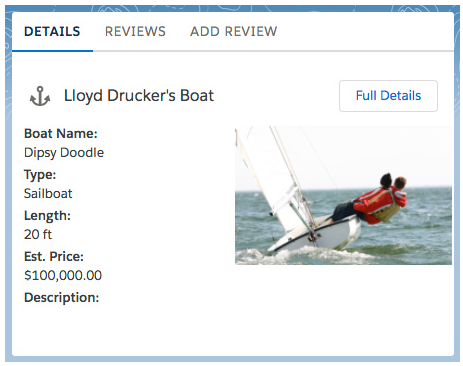 DETAILS REVIEWS ADD REVIEW
Lloyd Drucker's Boat Full Details
Boat Name:
Dipsy Doodle
Type:
Sailboat
Length:
20 ft
Est. Price:
$100,000.00
Description: